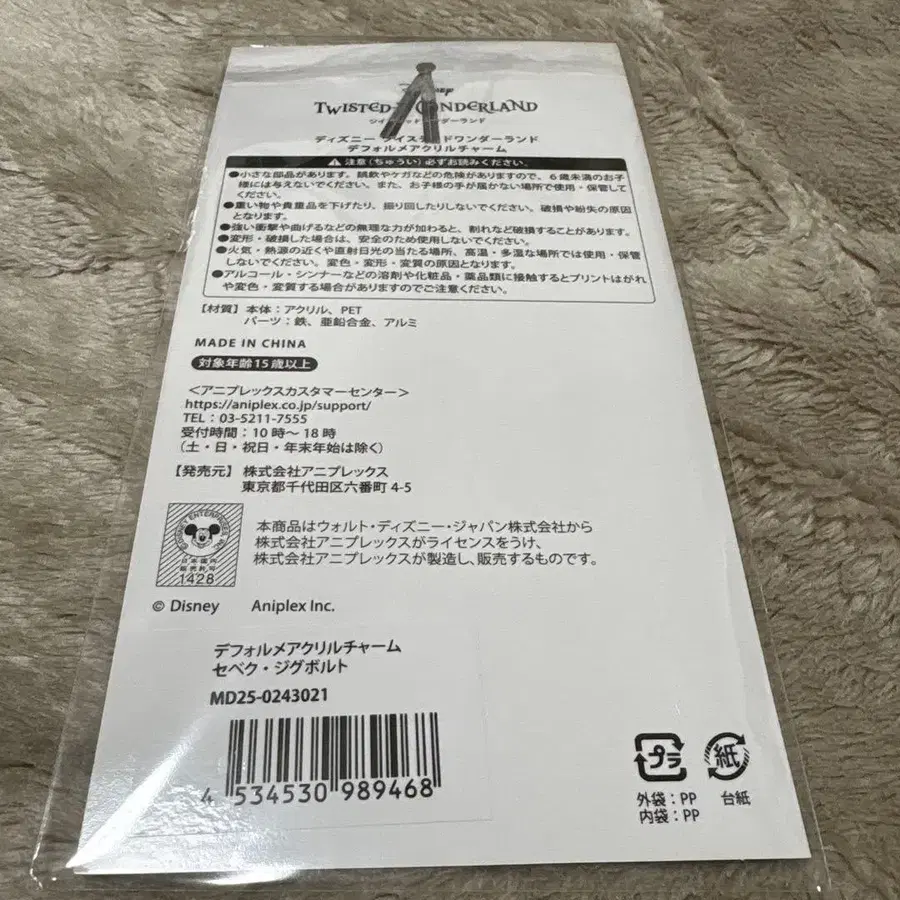 TWISTED-WONDERLAND
ディズニー ツイステッドワンダーランド
デフォルメアクリルチャーム
注意(ちゅうい)必ずお読みください。
●小さな部品があります。誤飲やケガなどの危険がありますので、6歳未満のお子
様には与えないでください。また、お子様の手が届かない場所で使用・保管して
ください。
●重い物や貴重品を下げたり、振り回したりしないでください。破損や紛失の原因
となります。
●強い衝撃や曲げるなどの無理な力が加わると、割れなど破損することがあります。
●変形・破損した場合は、安全のため使用しないでください。
●火気・熱源の近くや直射日光の当たる場所、高温・多湿な場所では使用・保管
しないでください。変色・変形・変質の原因となります。
●アルコール・シンナーなどの溶剤や化粧品・薬品類に接触するとプリントはがれ
や変色・変質する場合がありますのでご注意ください。
【材質】本体:アクリル、PET
パーツ:鉄、亜鉛合金、アルミ
MADE IN CHINA
対象年齢15歳以上
<アニプレックスカスタマーセンター>
https://aniplex.co.jp/support/
TEL:03-5211-7555
受付時間:10時~18時
(土・日・祝日・年末年始は除く)
【発売元】株式会社アニプレックス
東京都千代田区六番町4-5
DISNEY ENTERPRISES INC.
日本国内
販売許可
1428
本商品はウォルト・ディズニー・ジャパン株式会社から
株式会社アニプレックスがライセンスをうけ、
株式会社アニプレックスが製造し、販売するものです。
© Disney Aniplex Inc.
デフォルメアクリルチャーム
セベク・ジグボルト
MD25-0243021
4 534530 989468
プラ
外袋:PP
内袋:PP
紙
台紙